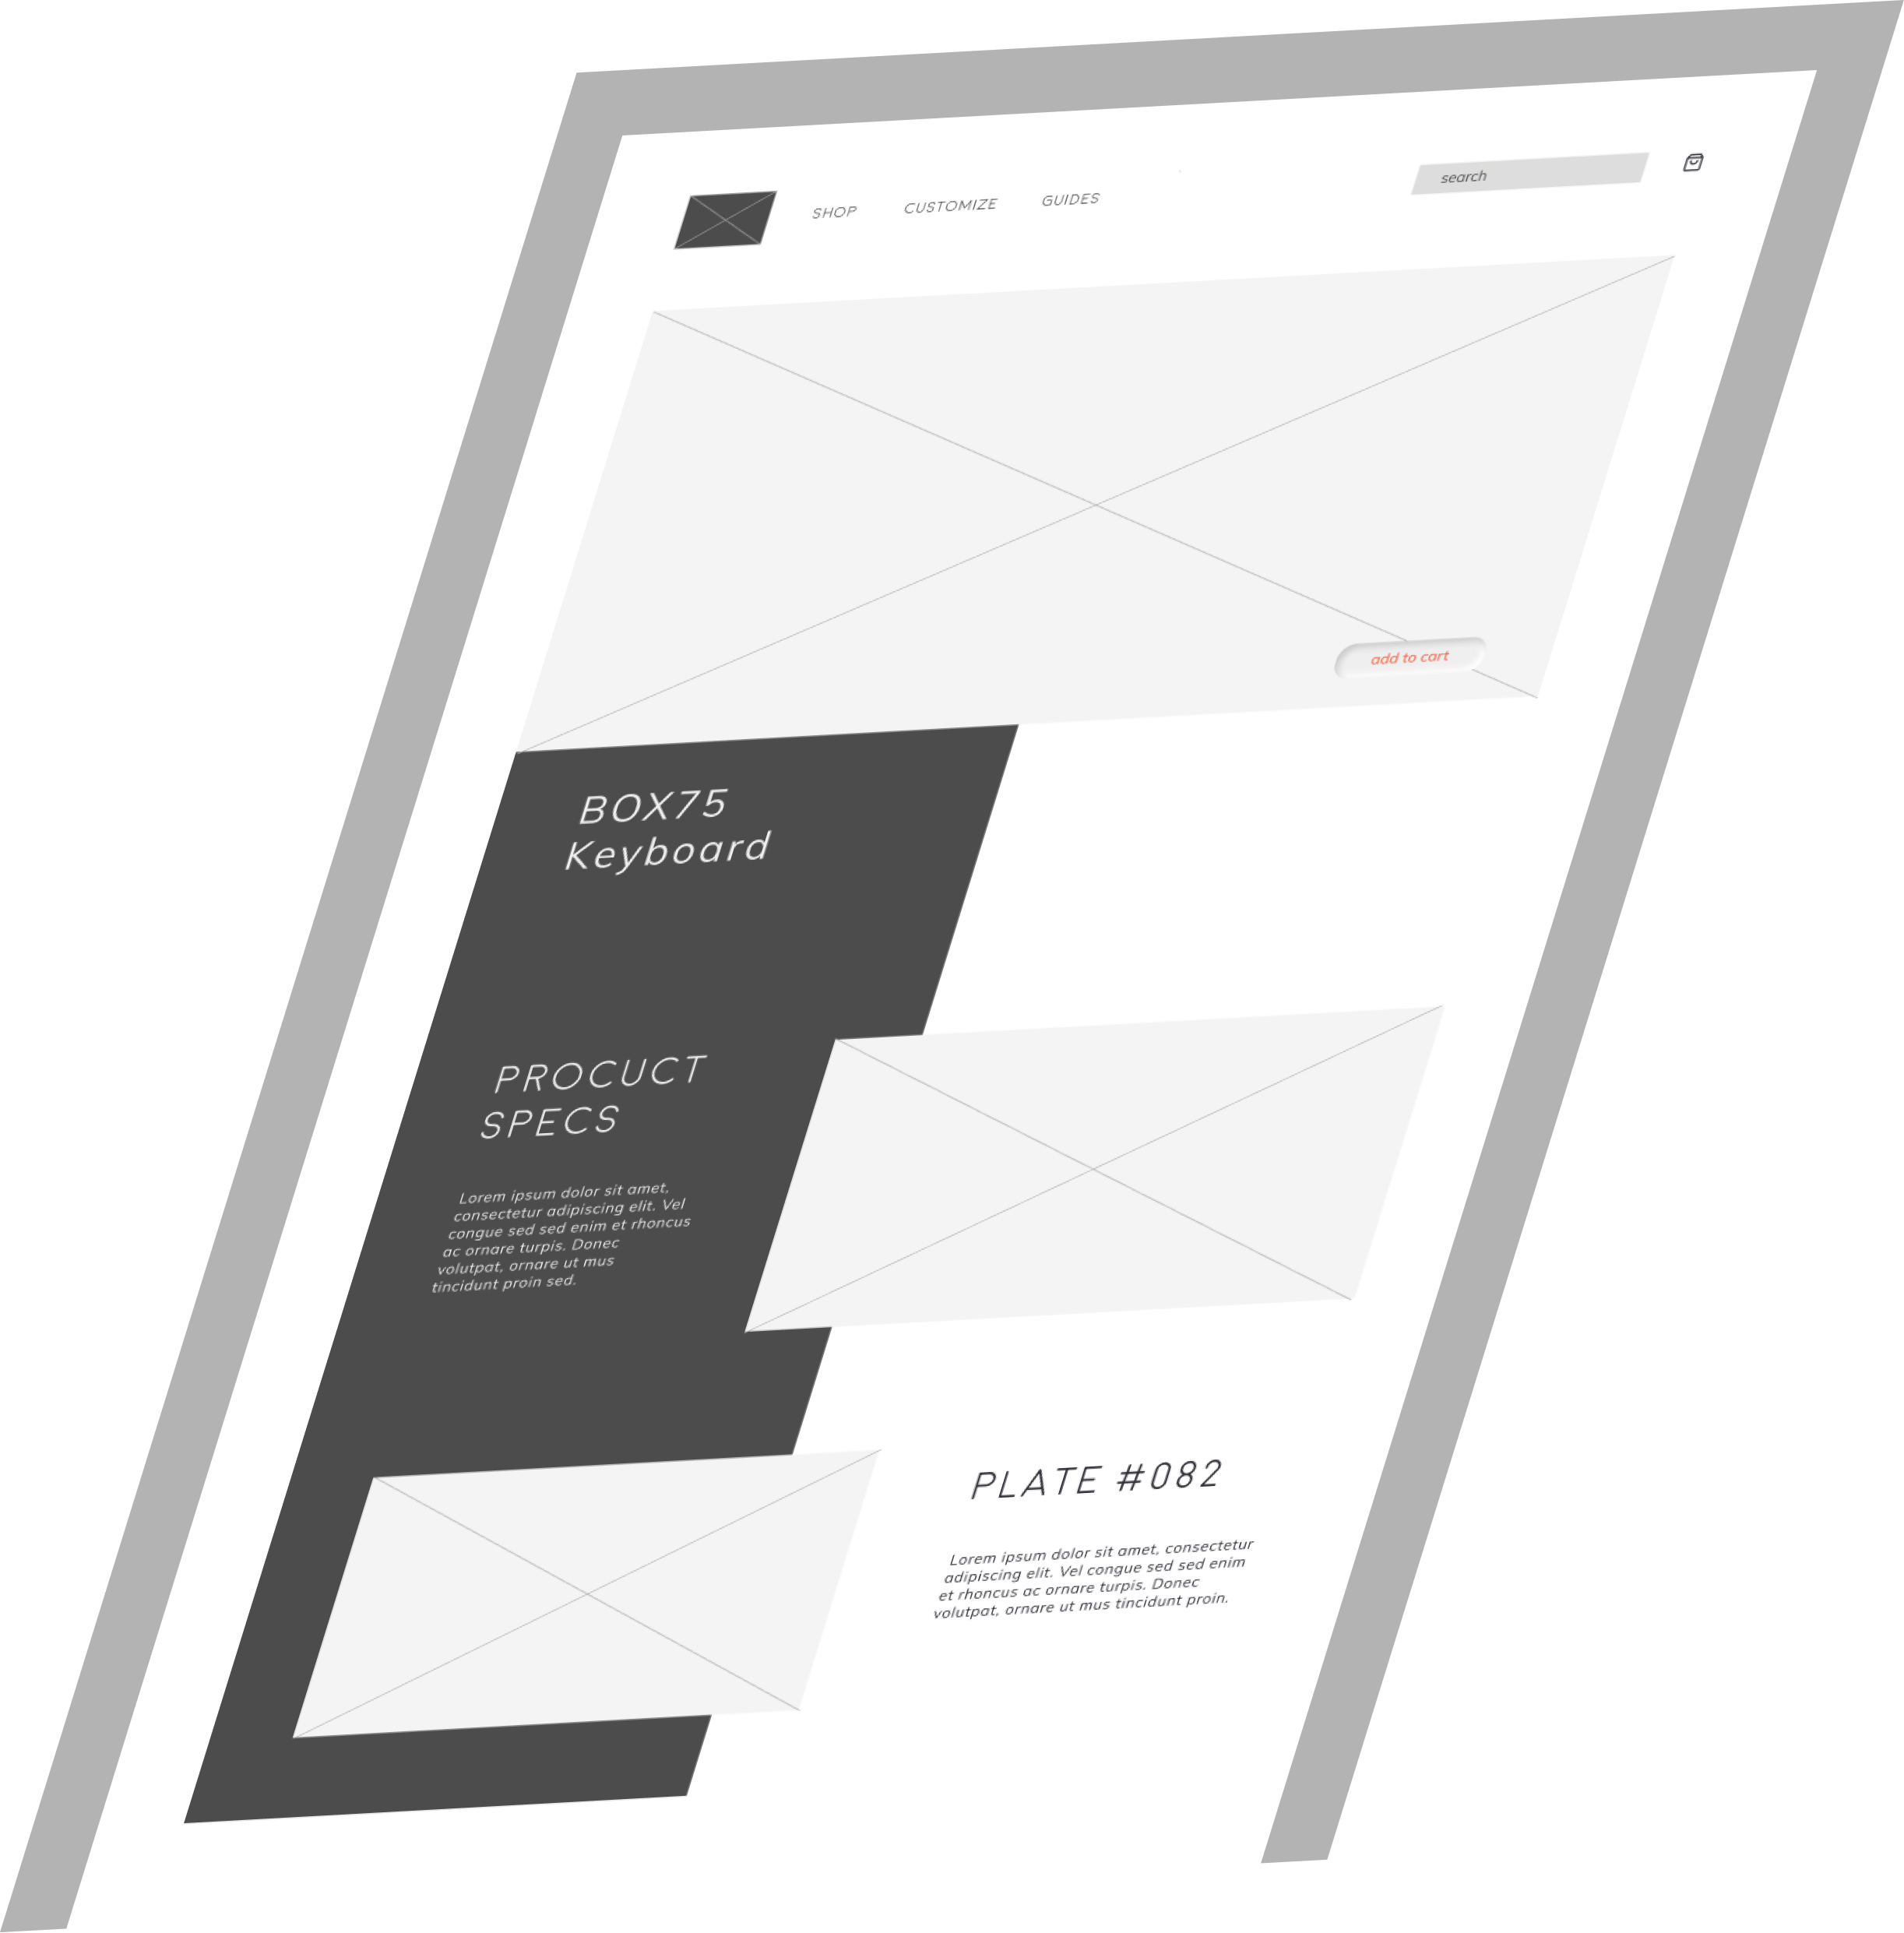 SHOP CUSTOMIZE GUIDES search
add to cart
BOX75
Keyboard
PROCUCT
SPECS
Lorem ipsum dolor sit amet,
consectetur adipiscing elit. Vel
congue sed sed enim et rhoncus
ac ornare turpis. Donec
volutpat, ornare ut mus
tincidunt proin sed.
PLATE #082
Lorem ipsum dolor sit amet, consectetur
adipiscing elit. Vel congue sed sed enim
et rhoncus ac ornare turpis. Donec
volutpat, ornare ut mus tincidunt proin.